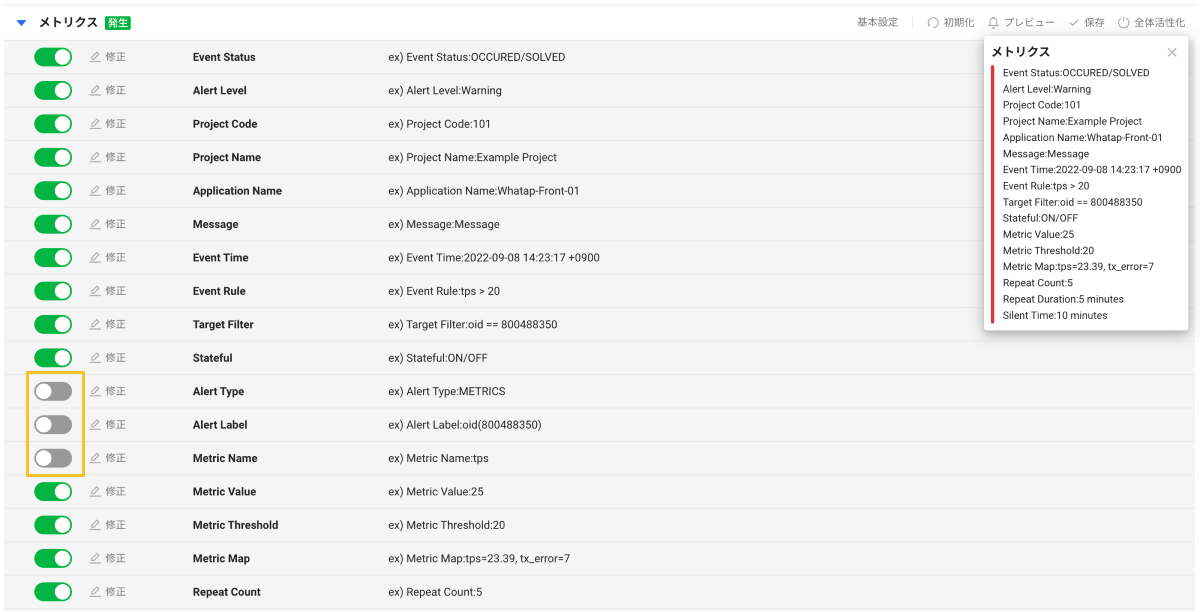 メトリクス 発生 基本設定 初期化 プレビュー 保存 全体活性化
修正 Event Status ex) Event Status:OCCURED/SOLVED
修正 Alert Level ex) Alert Level:Warning
修正 Project Code ex) Project Code:101
修正 Project Name ex) Project Name:Example Project
修正 Application Name ex) Application Name:Whatap-Front-01
修正 Message ex) Message:Message
修正 Event Time ex) Event Time:2022-09-08 14:23:17 +0900
修正 Event Rule ex) Event Rule:tps > 20
修正 Target Filter ex) Target Filter:oid == 800488350
修正 Stateful ex) Stateful:ON/OFF
修正 Alert Type ex) Alert Type:METRICS
修正 Alert Label ex) Alert Label:oid(800488350)
修正 Metric Name ex) Metric Name:tps
修正 Metric Value ex) Metric Value:25
修正 Metric Threshold ex) Metric Threshold:20
修正 Metric Map ex) Metric Map:tps=23.39, tx_error=7
修正 Repeat Count ex) Repeat Count:5
メトリクス
Event Status:OCCURED/SOLVED
Alert Level:Warning
Project Code:101
Project Name:Example Project
Application Name:Whatap-Front-01
Message:Message
Event Time:2022-09-08 14:23:17 +0900
Event Rule:tps > 20
Target Filter:oid == 800488350
Stateful:ON/OFF
Metric Value:25
Metric Threshold:20
Metric Map:tps=23.39, tx_error=7
Repeat Count:5
Repeat Duration:5 minutes
Silent Time:10 minutes